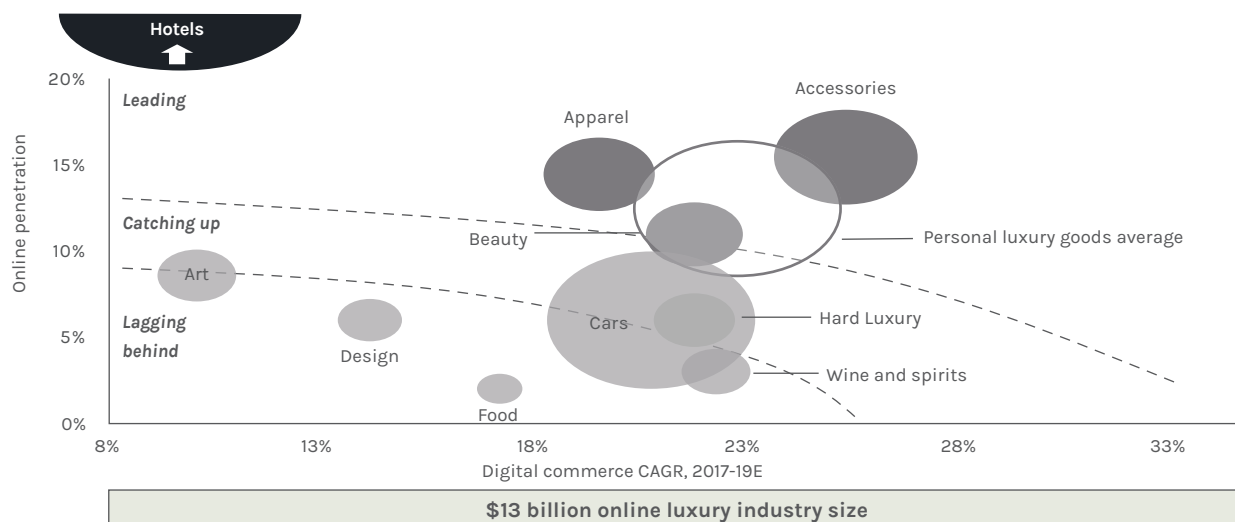 Hotels
20%
Leading
Accessories
Apparel
15%
Online penetration
Catching up
Beauty
Personal luxury goods average
10%
Art
Lagging
behind
Cars
Hard Luxury
5%
Design
Wine and spirits
Food
0%
8%
13%
18%
23%
28%
33%
Digital commerce CAGR, 2017-19E
$13 billion online luxury industry size